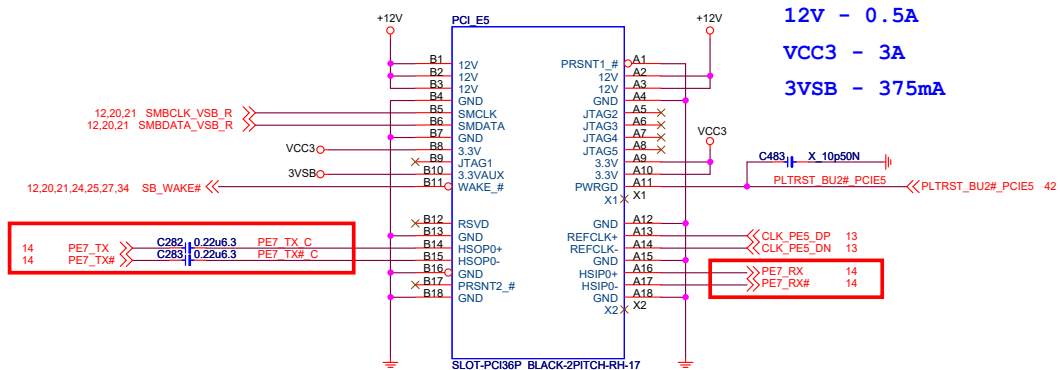 12V - 0.5A
VCC3 - 3A
3VSB - 375mA
PCI_E5
+12V
+12V
B1 12V
B2 12V
B3 12V
B4 GND
12,20,21 SMBCLK_VSB_R B5 SMCLK
12,20,21 SMBDATA_VSB_R B6 SMDATA
B7 GND
VCC3 B8 3.3V
B9 JTAG1
3VSB B10 3.3VAUX
12,20,21,24,25,27,34 SB_WAKE# B11 WAKE_#
B12 RSVD
B13 GND
14 PE7_TX C282 0.22u6.3 PE7_TX_C B14 HSOP0+
14 PE7_TX# C283 0.22u6.3 PE7_TX#_C B15 HSOP0-
B16 GND
B17 PRSNT2_#
B18 GND
PRSNT1_# A1
12V A2
12V A3
GND A4
JTAG2 A5
JTAG3 A6
JTAG4 A7
JTAG5 A8
VCC3
3.3V A9
3.3V A10
C483 X_10p50N
PWRGD A11 PLTRST_BU2#_PCIE5 PLTRST_BU2#_PCIE5 42
X1 X1
GND A12
REFCLK+ A13 CLK_PE5_DP 13
REFCLK- A14 CLK_PE5_DN 13
GND A15
HSIP0+ A16 PE7_RX 14
HSIP0- A17 PE7_RX# 14
GND A18
X2 X2
SLOT-PCI36P_BLACK-2PITCH-RH-17